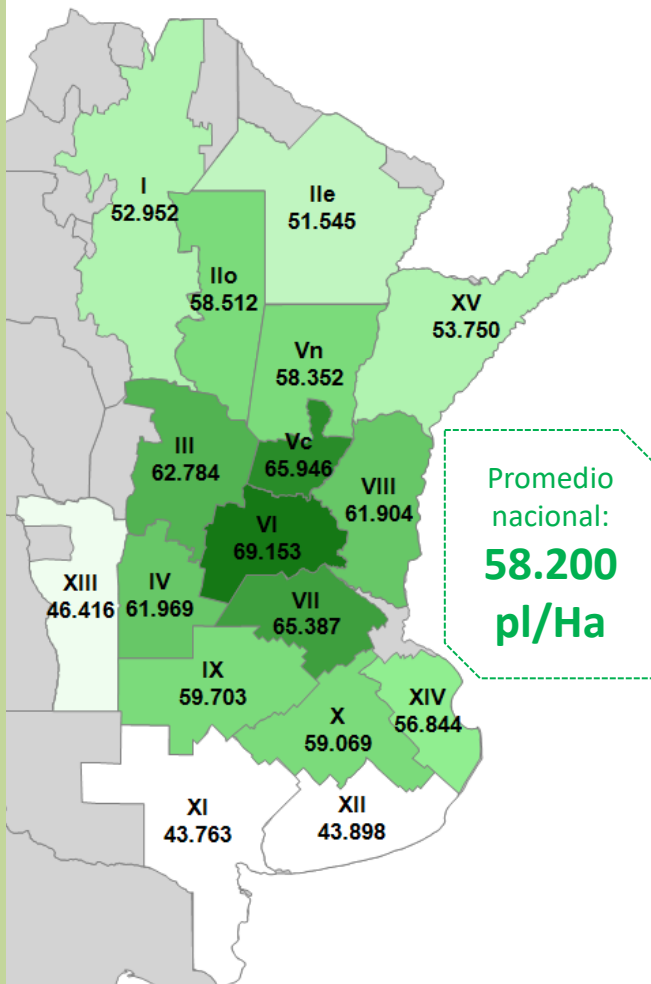 I
52.952
IIe
51.545
IIo
58.512
XV
53.750
Vn
58.352
III
62.784
Vc
65.946
VIII
61.904
VI
69.153
XIII
46.416
IV
61.969
VII
65.387
IX
59.703
XIV
56.844
X
59.069
XI
43.763
XII
43.898
Promedio
nacional:
58.200
pl/Ha